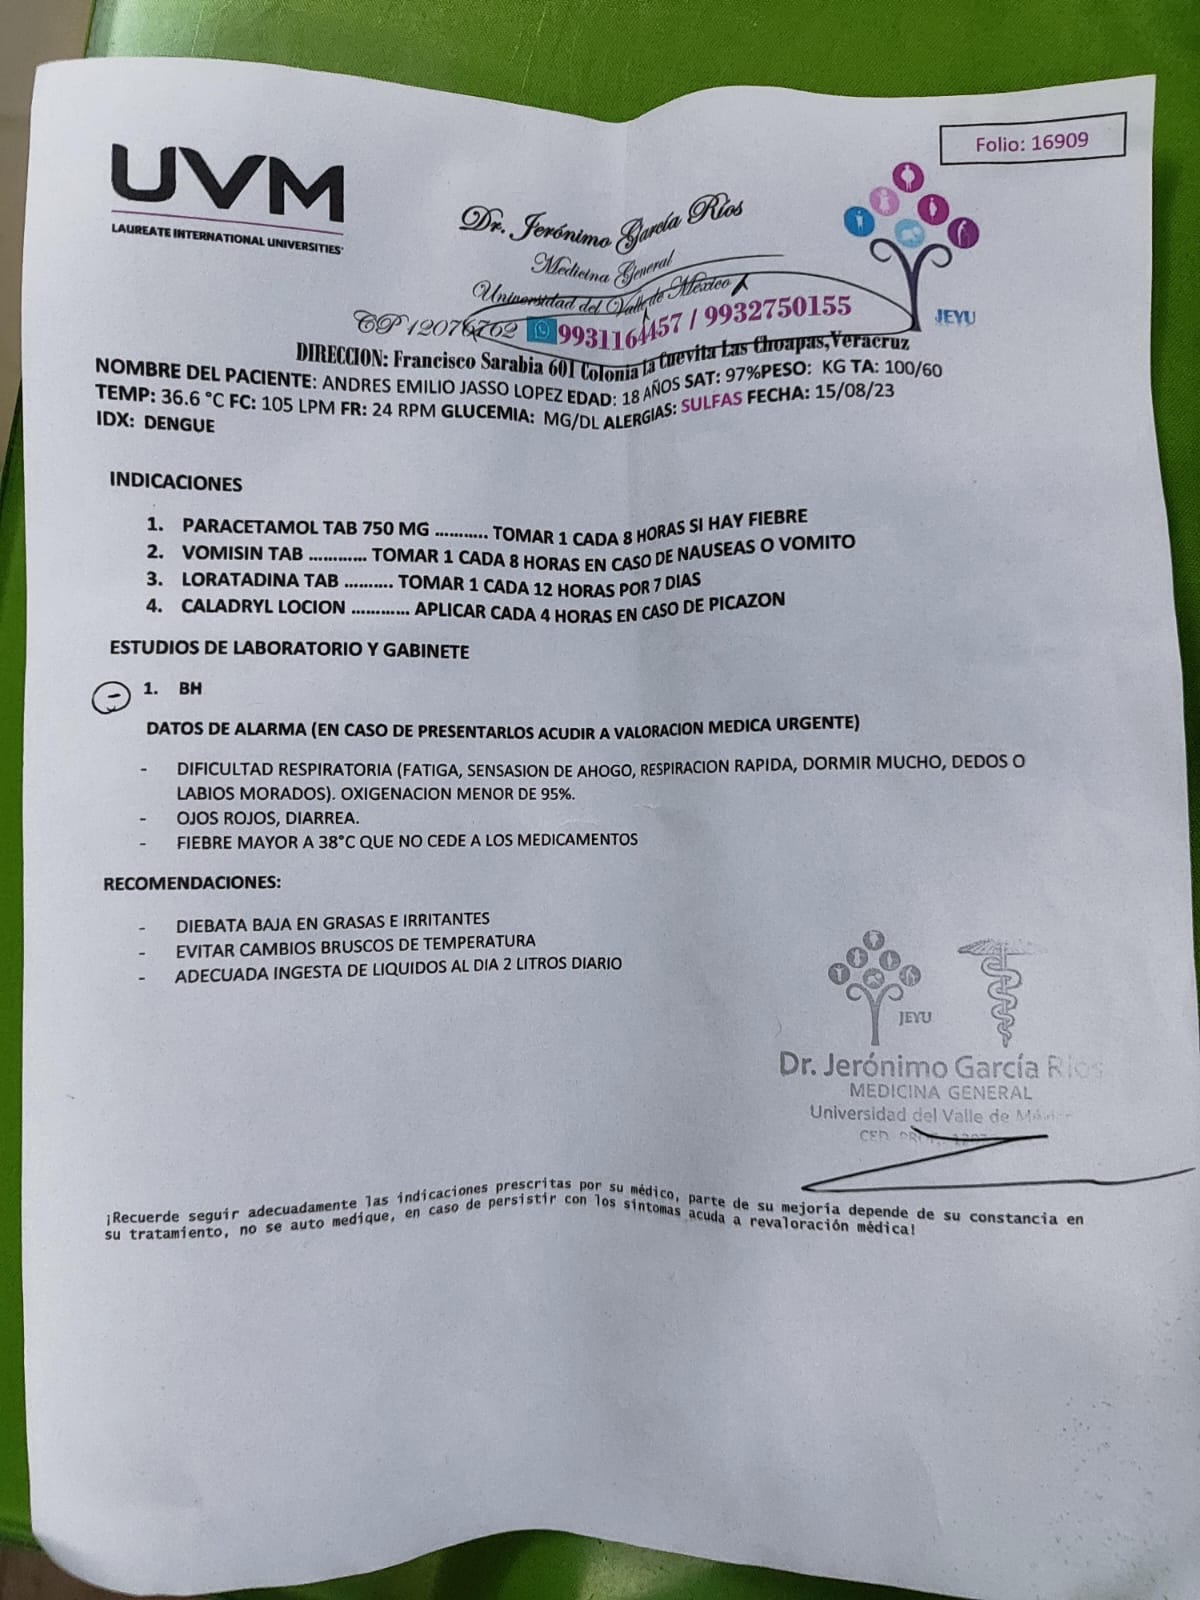 Folio: 16909
UVM
LAUREATE INTERNATIONAL UNIVERSITIES
Dr. Jerónimo García Ríos
Medicina General
Universidad del Valle de México
CP 12076762 9931164457 / 9932750155
JEYU
DIRECCION: Francisco Sarabia 601 Colonia la Cuevita Las Choapas,Veracruz
NOMBRE DEL PACIENTE: ANDRES EMILIO JASSO LOPEZ EDAD: 18 AÑOS SAT: 97%PESO: KG TA: 100/60
TEMP: 36.6 °C FC: 105 LPM FR: 24 RPM GLUCEMIA: MG/DL ALERGIAS: SULFAS FECHA: 15/08/23
IDX: DENGUE
INDICACIONES
1. PARACETAMOL TAB 750 MG ........... TOMAR 1 CADA 8 HORAS SI HAY FIEBRE
2. VOMISIN TAB ............ TOMAR 1 CADA 8 HORAS EN CASO DE NAUSEAS O VOMITO
3. LORATADINA TAB .......... TOMAR 1 CADA 12 HORAS POR 7 DIAS
4. CALADRYL LOCION ............ APLICAR CADA 4 HORAS EN CASO DE PICAZON
ESTUDIOS DE LABORATORIO Y GABINETE
1. BH
DATOS DE ALARMA (EN CASO DE PRESENTARLOS ACUDIR A VALORACION MEDICA URGENTE)
- DIFICULTAD RESPIRATORIA (FATIGA, SENSASION DE AHOGO, RESPIRACION RAPIDA, DORMIR MUCHO, DEDOS O
LABIOS MORADOS). OXIGENACION MENOR DE 95%.
- OJOS ROJOS, DIARREA.
- FIEBRE MAYOR A 38°C QUE NO CEDE A LOS MEDICAMENTOS
RECOMENDACIONES:
- DIEBATA BAJA EN GRASAS E IRRITANTES
- EVITAR CAMBIOS BRUSCOS DE TEMPERATURA
- ADECUADA INGESTA DE LIQUIDOS AL DIA 2 LITROS DIARIO
JEYU
Dr. Jerónimo García Ríos
MEDICINA GENERAL
Universidad del Valle de México
CED.
¡Recuerde seguir adecuadamente las indicaciones prescritas por su médico, parte de su mejoría depende de su constancia en
su tratamiento, no se auto medique, en caso de persistir con los síntomas acuda a revaloración médica!